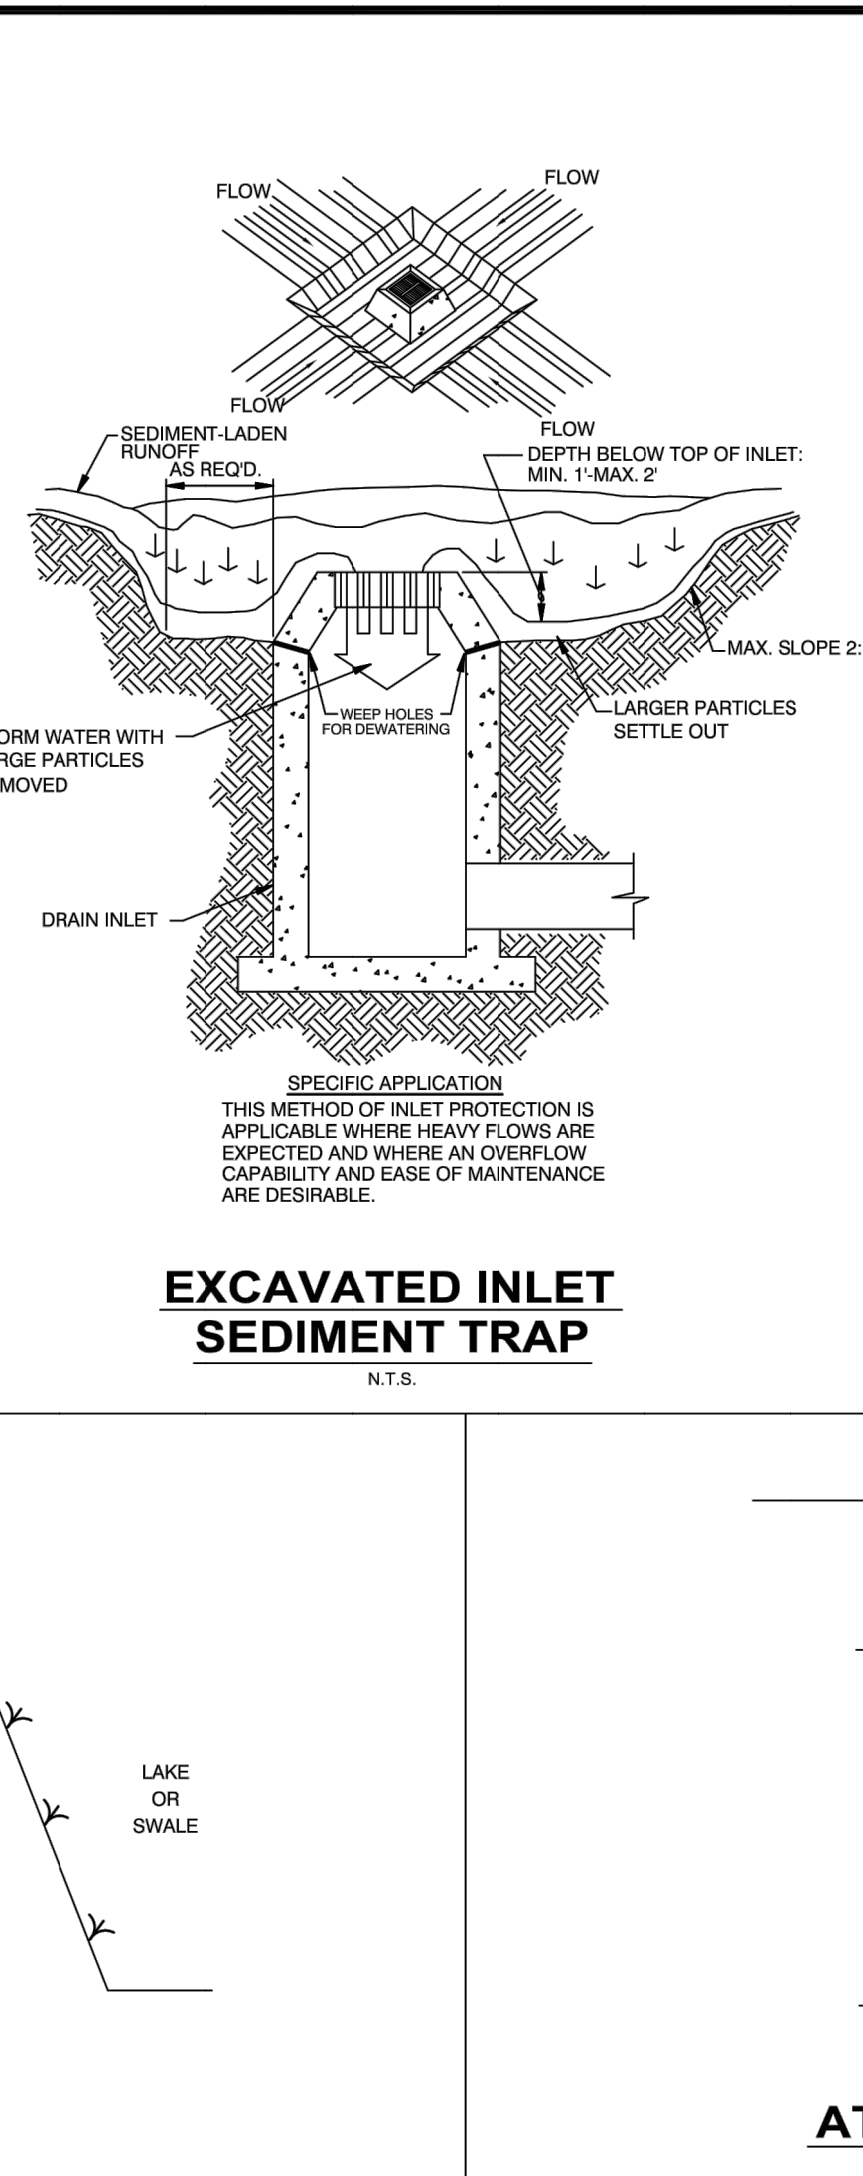 FLOW
FLOW
FLOW
FLOW
SEDIMENT-LADEN
RUNOFF
AS REQ'D.
DEPTH BELOW TOP OF INLET:
MIN. 1'-MAX. 2'
MAX. SLOPE 2:
WEEP HOLES
FOR DEWATERING
LARGER PARTICLES
SETTLE OUT
ORM WATER WITH
RGE PARTICLES
MOVED
DRAIN INLET
SPECIFIC APPLICATION
THIS METHOD OF INLET PROTECTION IS
APPLICABLE WHERE HEAVY FLOWS ARE
EXPECTED AND WHERE AN OVERFLOW
CAPABILITY AND EASE OF MAINTENANCE
ARE DESIRABLE.
EXCAVATED INLET
SEDIMENT TRAP
N.T.S.
LAKE
OR
SWALE
AT